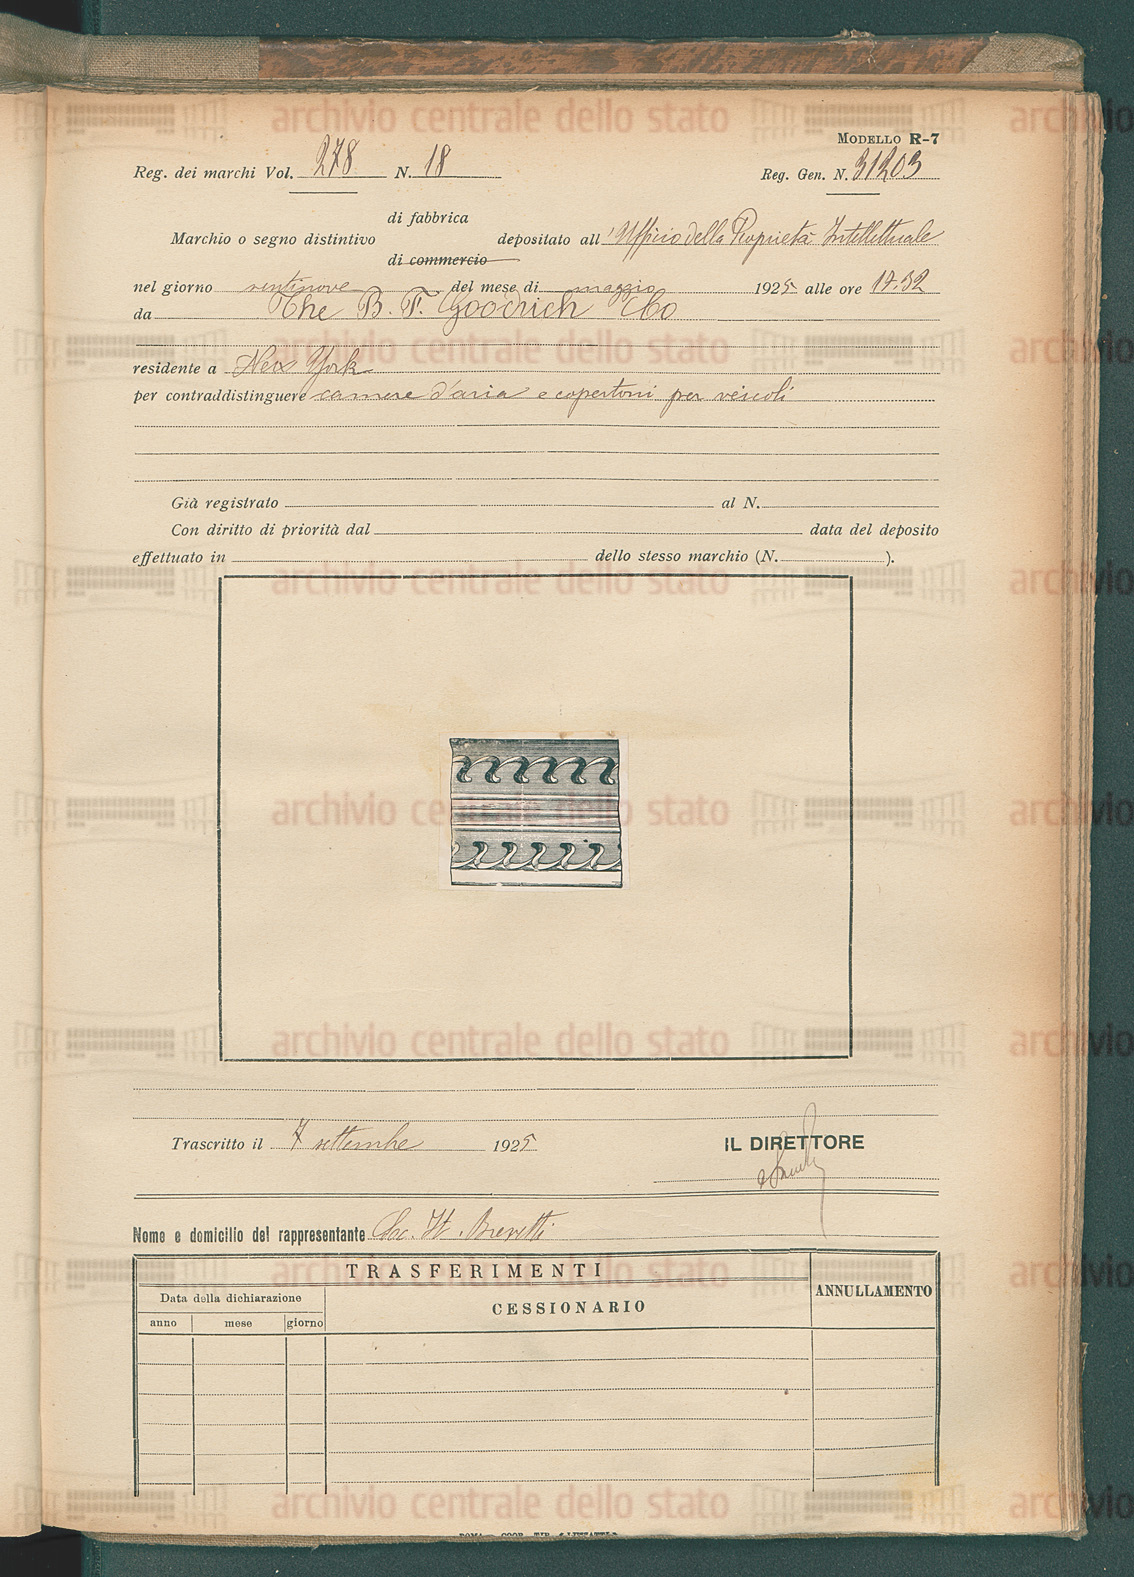 Modello R-7
Reg. dei marchi Vol. 278 N. 18 Reg. Gen. N. 31203
di fabbrica
Marchio o segno distintivo depositato all'Ufficio della Proprietà Intellettuale
di commercio
nel giorno ventinove del mese di maggio 1925 alle ore 17.32
da The B. F. Goodrich Co
residente a New York
per contraddistinguere camere d'aria e copertoni per veicoli
Già registrato al N.
Con diritto di priorità dal data del deposito
effettuato in dello stesso marchio (N. ).
archivio centrale dello stato
Trascritto il 7 settembre 1925 IL DIRETTORE
Nome e domicilio del rappresentante
TRASFERIMENTI
ANNULLAMENTO
Data della dichiarazione
CESSIONARIO
anno mese giorno